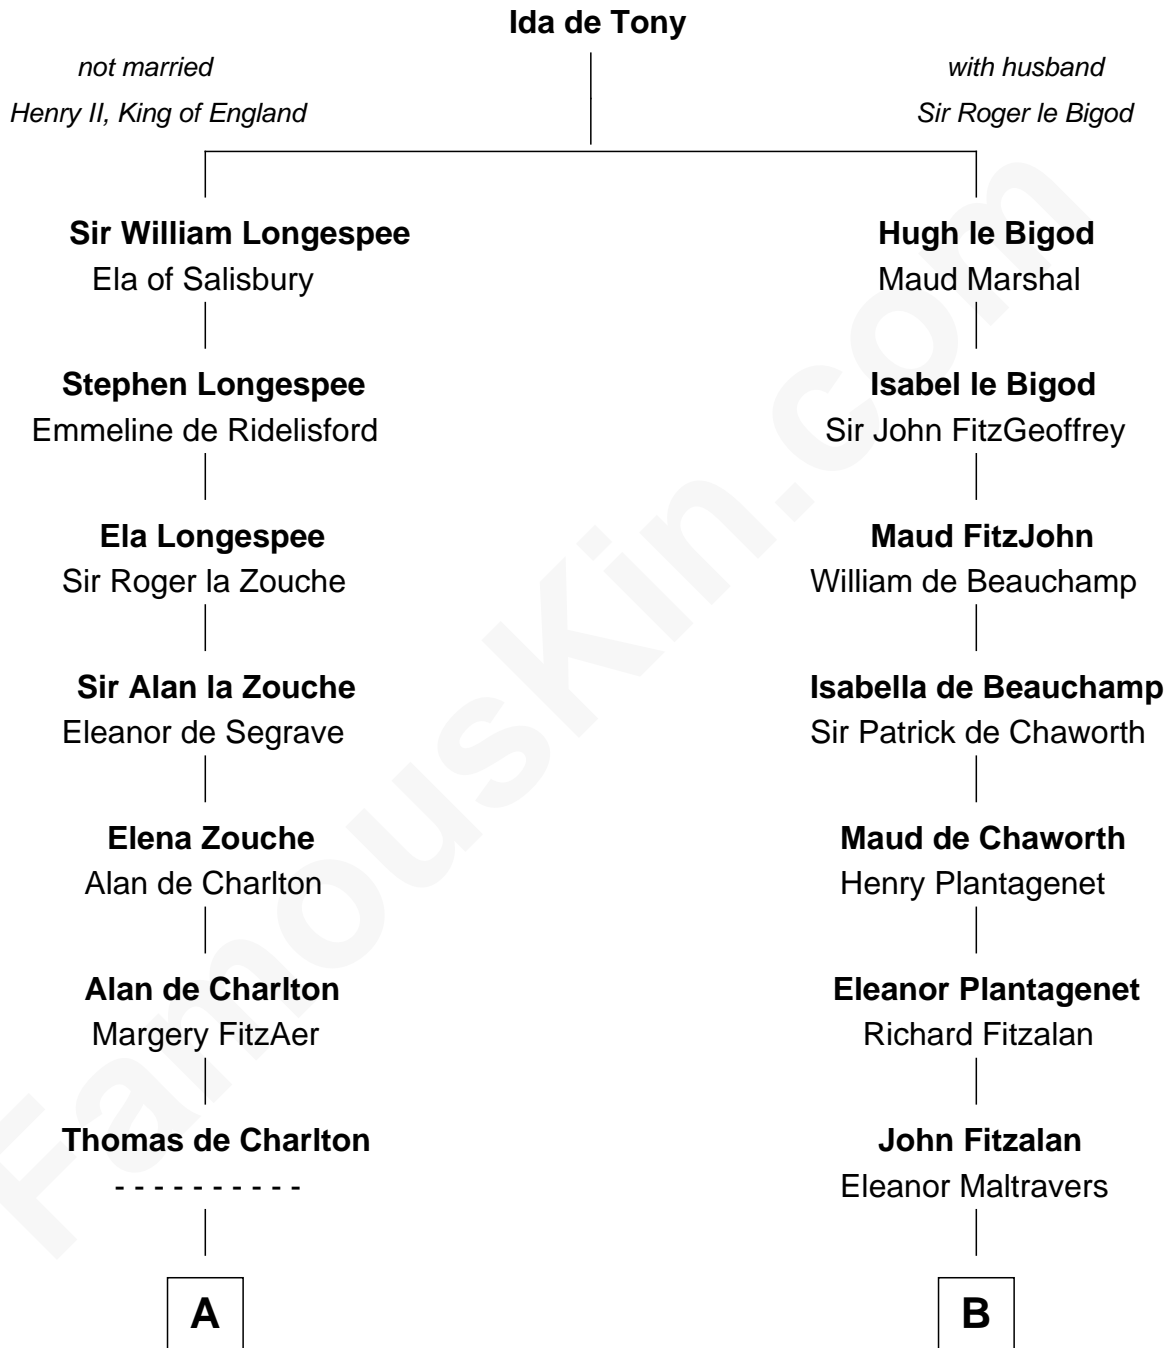 Ida de Tony
not married
with husband
Henry II, King of England
Sir Roger le Bigod
Sir William Longespee
Hugh le Bigod
Ela of Salisbury
Maud Marshal
Stephen Longespee
Isabel le Bigod
Emmeline de Ridelisford
Sir John FitzGeoffrey
Ela Longespee
Maud FitzJohn
Sir Roger la Zouche
William de Beauchamp
Sir Alan la Zouche
Isabella de Beauchamp
Eleanor de Segrave
Sir Patrick de Chaworth
Elena Zouche
Maud de Chaworth
Alan de Charlton
Henry Plantagenet
Alan de Charlton
Eleanor Plantagenet
Margery FitzAer
Richard Fitzalan
Thomas de Charlton
John Fitzalan
- - - - - - - - - -
Eleanor Maltravers
A
B
FamousKin.com